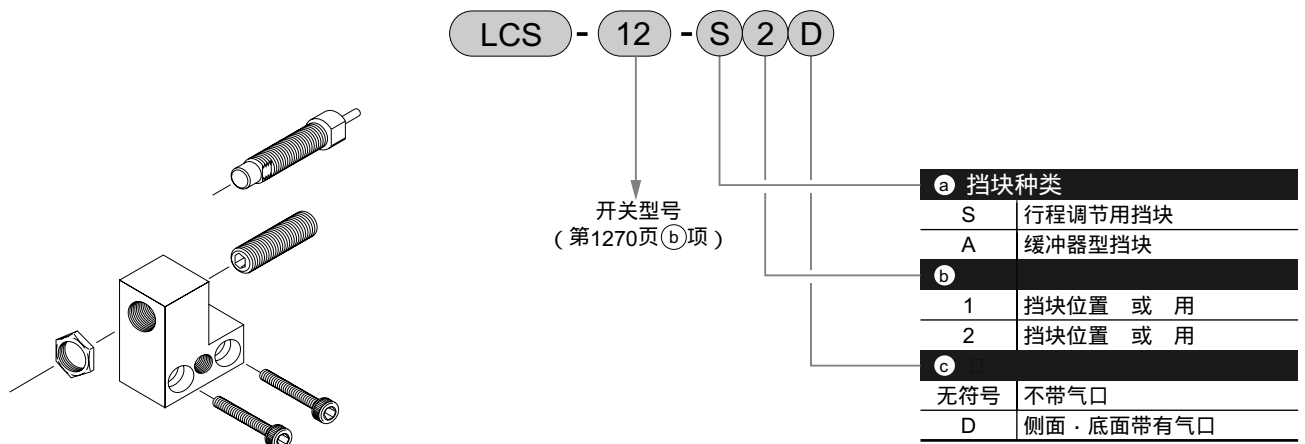 LCS - 12 - S 2 D
开关型号
(第1270页ⓑ项)
ⓐ 挡块种类
S 行程调节用挡块
A 缓冲器型挡块
ⓑ
1 挡块位置 或 用
2 挡块位置 或 用
ⓒ □
无符号 不带气口
D 侧面·底面带有气口